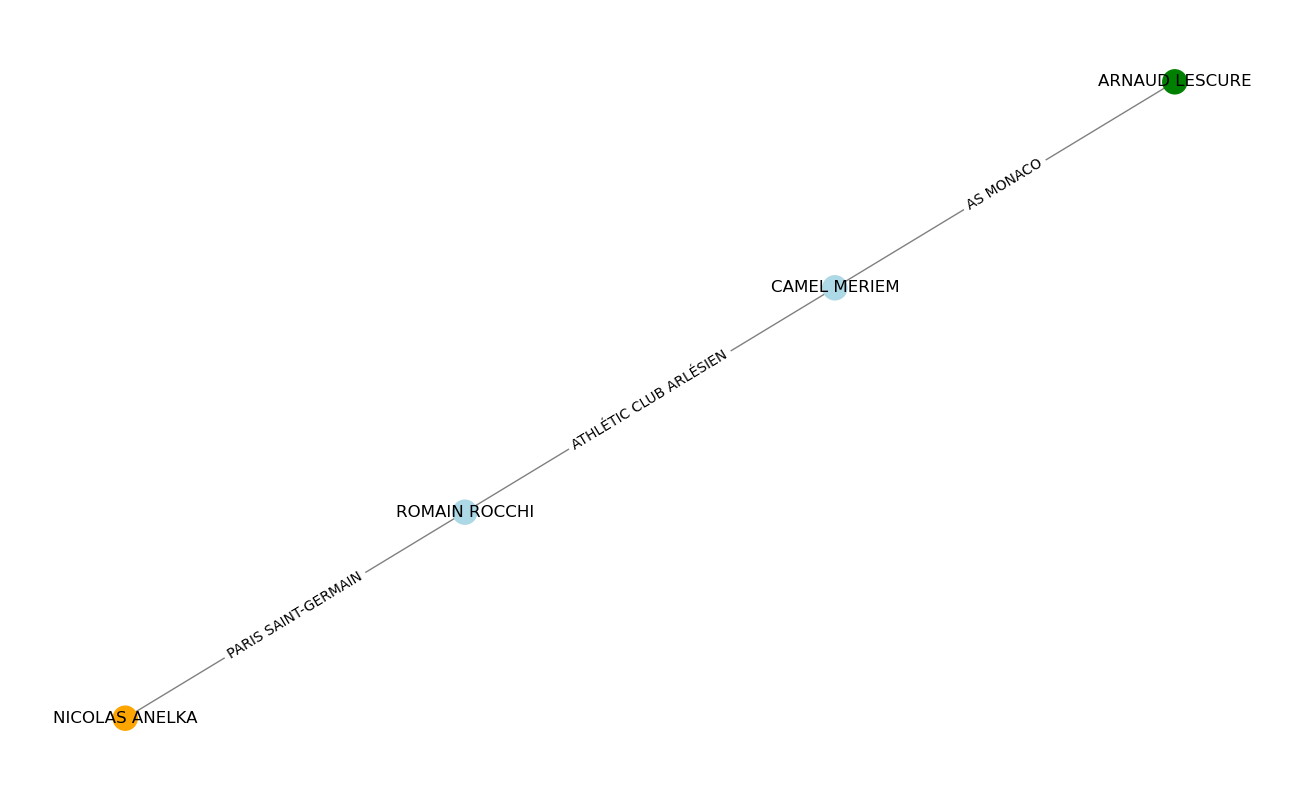 ARNAUD LESCURE
AS MONACO
CAMEL MERIEM
ATHLÉTIC CLUB ARLÉSIEN
ROMAIN ROCCHI
PARIS SAINT-GERMAIN
NICOLAS ANELKA